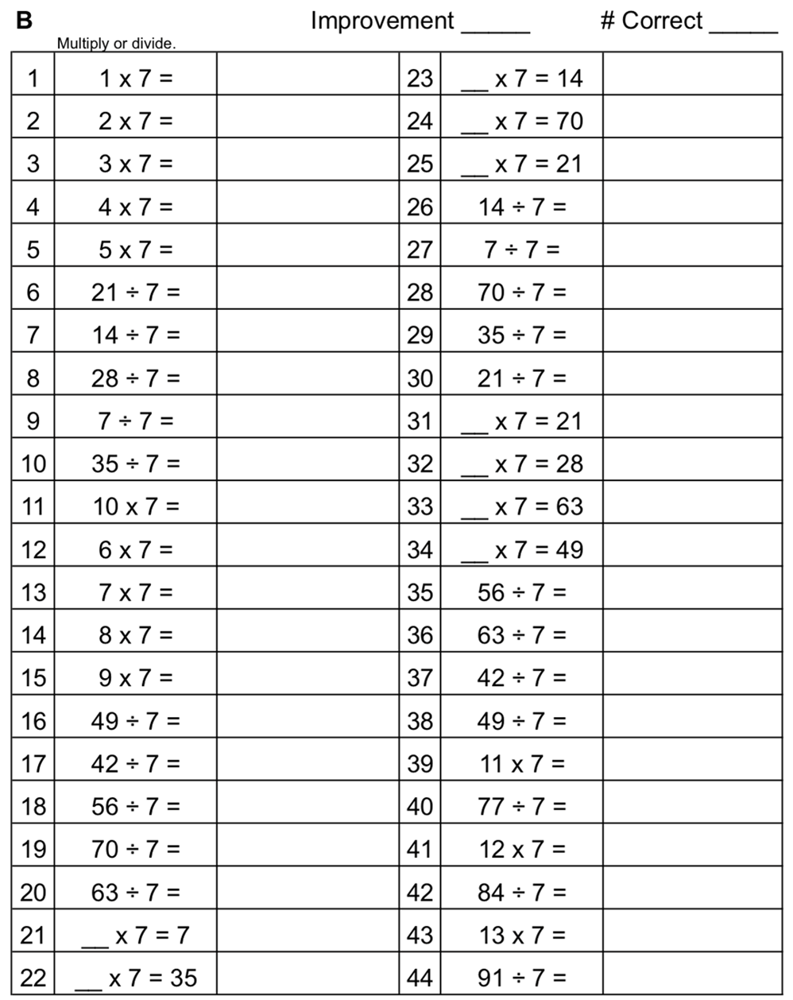 B Improvement _____ # Correct _____
Multiply or divide.
1 1 x 7 = 23 __ x 7 = 14
2 2 x 7 = 24 __ x 7 = 70
3 3 x 7 = 25 __ x 7 = 21
4 4 x 7 = 26 14 ÷ 7 =
5 5 x 7 = 27 7 ÷ 7 =
6 21 ÷ 7 = 28 70 ÷ 7 =
7 14 ÷ 7 = 29 35 ÷ 7 =
8 28 ÷ 7 = 30 21 ÷ 7 =
9 7 ÷ 7 = 31 __ x 7 = 21
10 35 ÷ 7 = 32 __ x 7 = 28
11 10 x 7 = 33 __ x 7 = 63
12 6 x 7 = 34 __ x 7 = 49
13 7 x 7 = 35 56 ÷ 7 =
14 8 x 7 = 36 63 ÷ 7 =
15 9 x 7 = 37 42 ÷ 7 =
16 49 ÷ 7 = 38 49 ÷ 7 =
17 42 ÷ 7 = 39 11 x 7 =
18 56 ÷ 7 = 40 77 ÷ 7 =
19 70 ÷ 7 = 41 12 x 7 =
20 63 ÷ 7 = 42 84 ÷ 7 =
21 __ x 7 = 7 43 13 x 7 =
22 __ x 7 = 35 44 91 ÷ 7 =